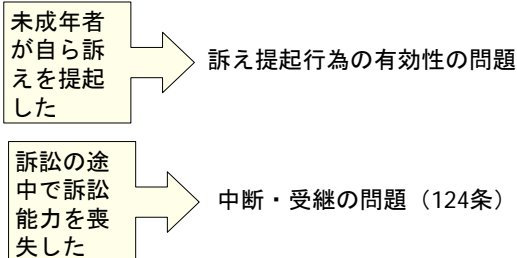 未成年者
が自ら訴
えを提起
した
訴え提起行為の有効性の問題
訴訟の途
中で訴訟
能力を喪
失した
中断・受継の問題（124条）